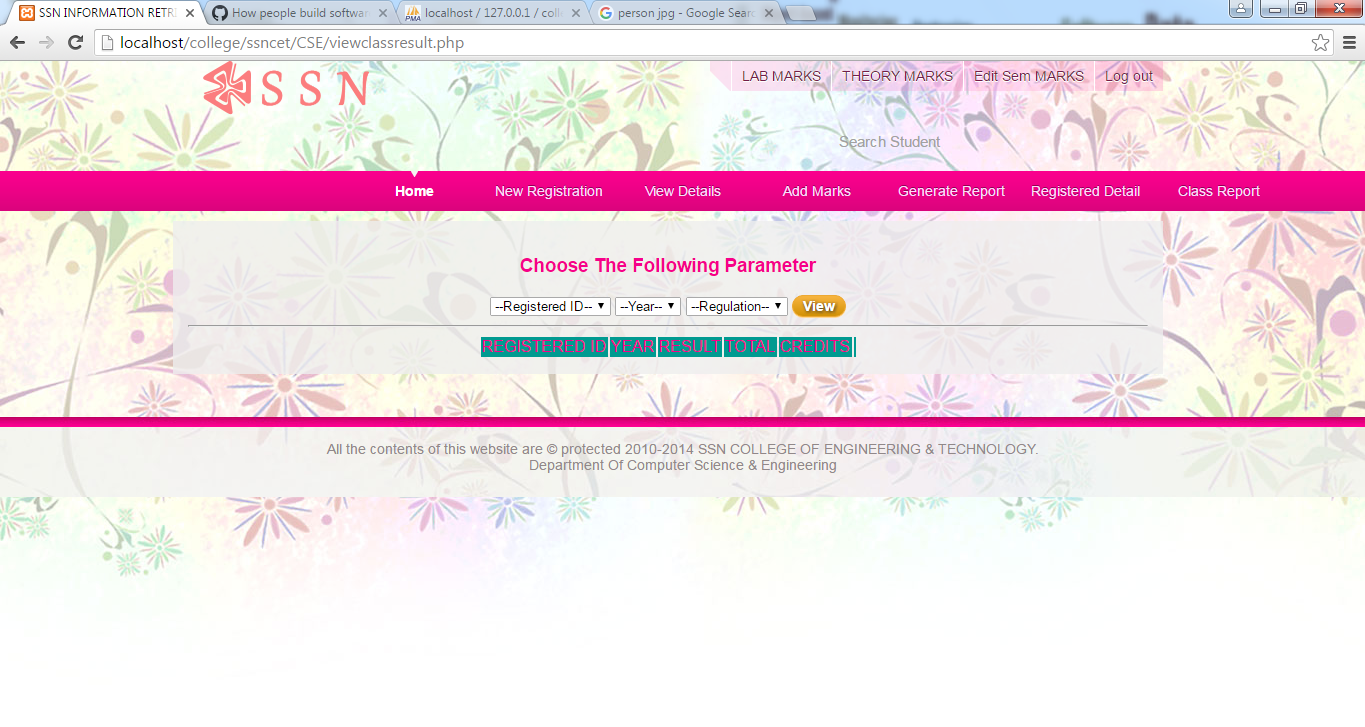 SSN INFORMATION RETRI
How people build softwar
localhost / 127.0.0.1 / coll
person jpg - Google Searc
localhost/college/ssncet/CSE/viewclassresult.php
SSN
LAB MARKS THEORY MARKS Edit Sem MARKS Log out
Search Student
Home New Registration View Details Add Marks Generate Report Registered Detail Class Report
Choose The Following Parameter
--Registered ID-- --Year-- --Regulation-- View
REGISTERED ID YEAR RESULT TOTAL CREDITS
All the contents of this website are © protected 2010-2014 SSN COLLEGE OF ENGINEERING & TECHNOLOGY.
Department Of Computer Science & Engineering